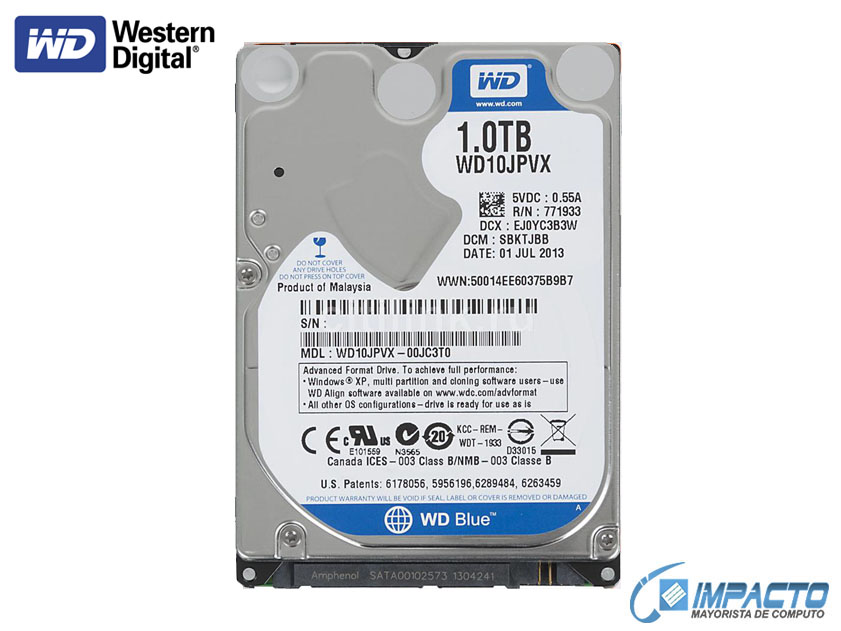 WD Western
Digital®
WD
www.wd.com
1.0TB
WD10JPVX
5VDC : 0.55A
R/N : 771933
DCX : EJ0YC3B3W
DCM : SBKTJBB
DATE: 01 JUL 2013
DO NOT COVER
ANY DRIVE HOLES
DO NOT PRESS ON TOP COVER
Product of Malaysia
WWN:50014EE60375B9B7
S/N :
MDL : WD10JPVX-00JC3T0
Advanced Format Drive. To achieve full performance:
• Windows® XP, multi partition and cloning software users-use
WD Align software available on www.wdc.com/advformat
• All other OS configurations-drive is ready for use as is
CE c RU us
E101559
N3565
20
KCC-REM-
WDT-1933
D33015
Canada ICES-003 Class B/NMB-003 Classe B
U.S. Patents: 6178056, 5956196,6289484, 6263459
PRODUCT WARRANTY WILL BE VOID IF SEAL, LABEL OR COVER IS REMOVED OR DAMAGED
WD Blue™
A
Amphenol SATA00102573 1304241
IMPACTO
MAYORISTA DE COMPUTO